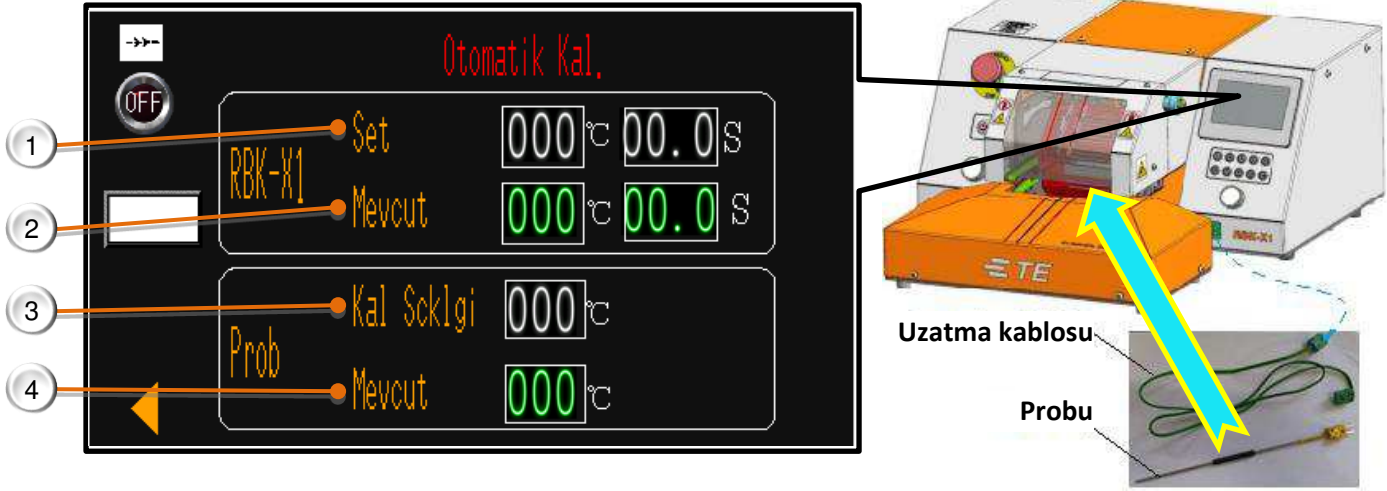 Otomatik Kal.
OFF
1
Set
000 ℃ 00.0 S
RBK-X1
2
Mevcut
000 ℃ 00.0 S
3
Kal Scklgi
000 ℃
Prob
4
Mevcut
000 ℃
TE
RBK-X1
Uzatma kablosu
Probu